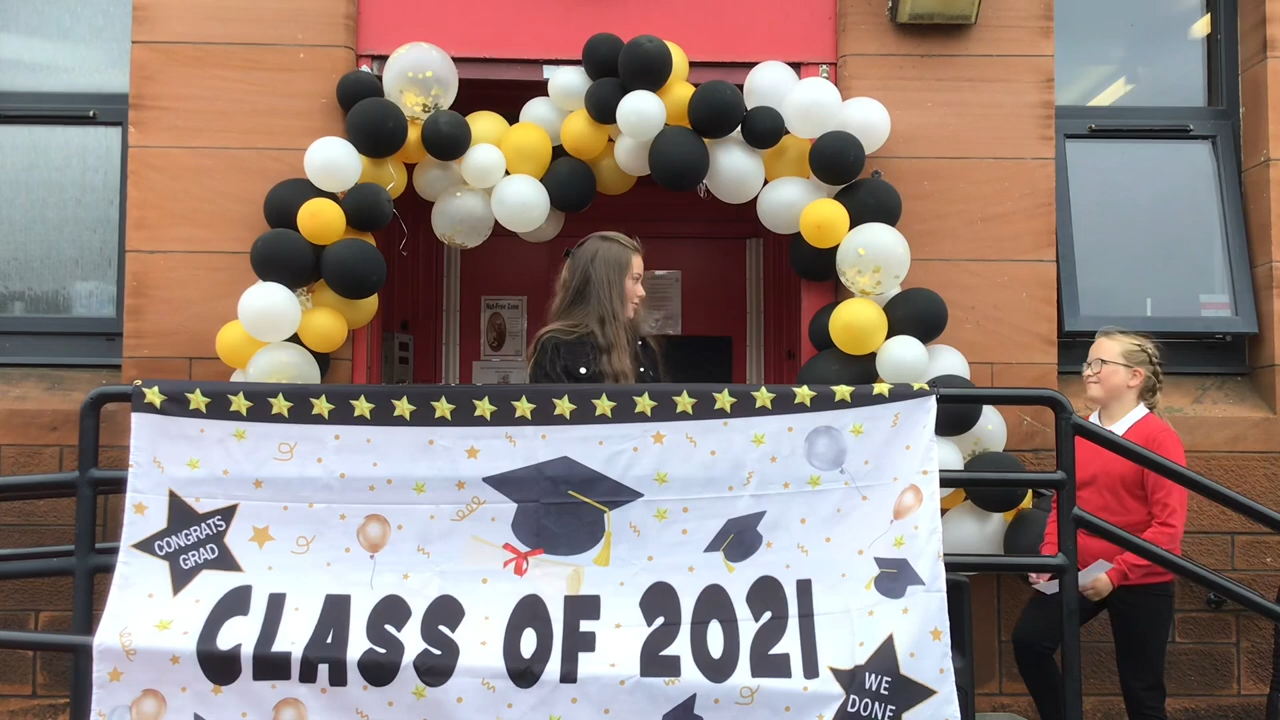 Nut-Free Zone
CONGRATS
GRAD
CLASS OF 2021
WE
DONE